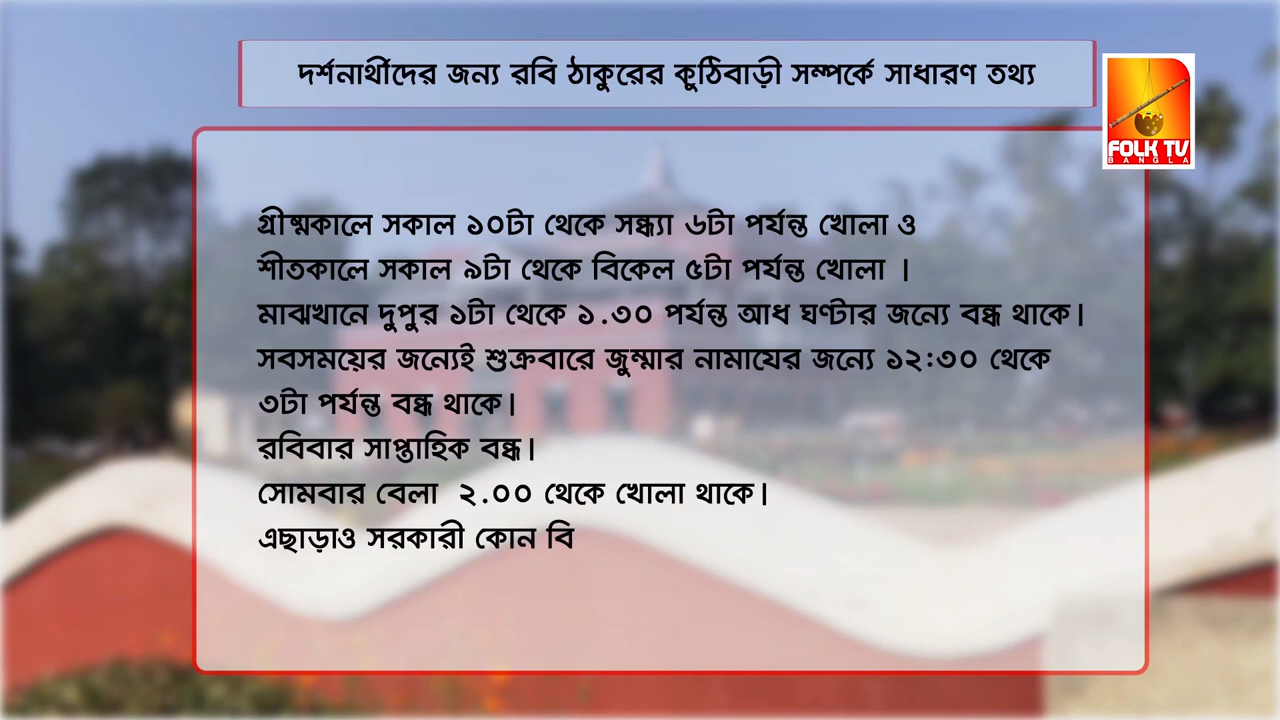 দর্শনার্থীদের জন্য রবি ঠাকুরের কুঠিবাড়ী সম্পর্কে সাধারণ তথ্য
FOLK TV
BANGLA
গ্রীষ্মকালে সকাল ১০টা থেকে সন্ধ্যা ৬টা পর্যন্ত খোলা ও
শীতকালে সকাল ৯টা থেকে বিকেল ৫টা পর্যন্ত খোলা ।
মাঝখানে দুপুর ১টা থেকে ১.৩০ পর্যন্ত আধ ঘণ্টার জন্যে বন্ধ থাকে।
সবসময়ের জন্যেই শুক্রবারে জুম্মার নামাযের জন্যে ১২:৩০ থেকে
৩টা পর্যন্ত বন্ধ থাকে।
রবিবার সাপ্তাহিক বন্ধ।
সোমবার বেলা ২.০০ থেকে খোলা থাকে।
এছাড়াও সরকারী কোন বি